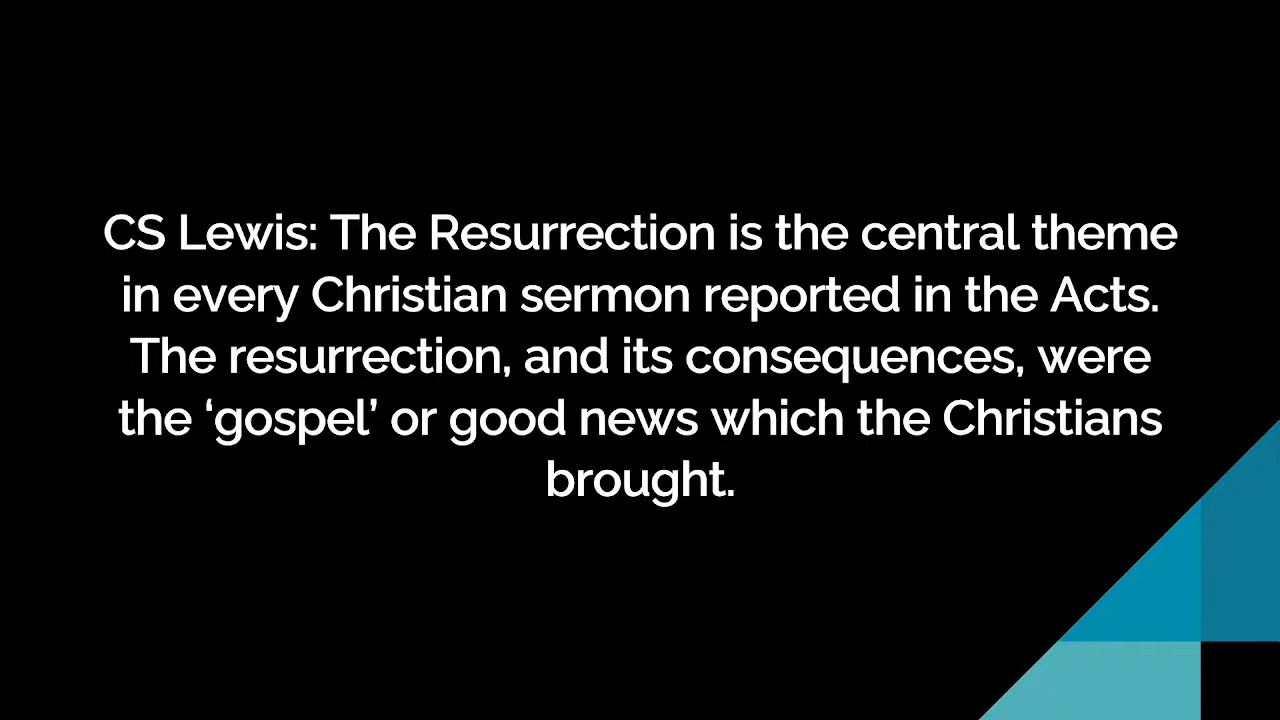 CS Lewis: The Resurrection is the central theme
in every Christian sermon reported in the Acts.
The resurrection, and its consequences, were
the ‘gospel’ or good news which the Christians
brought.